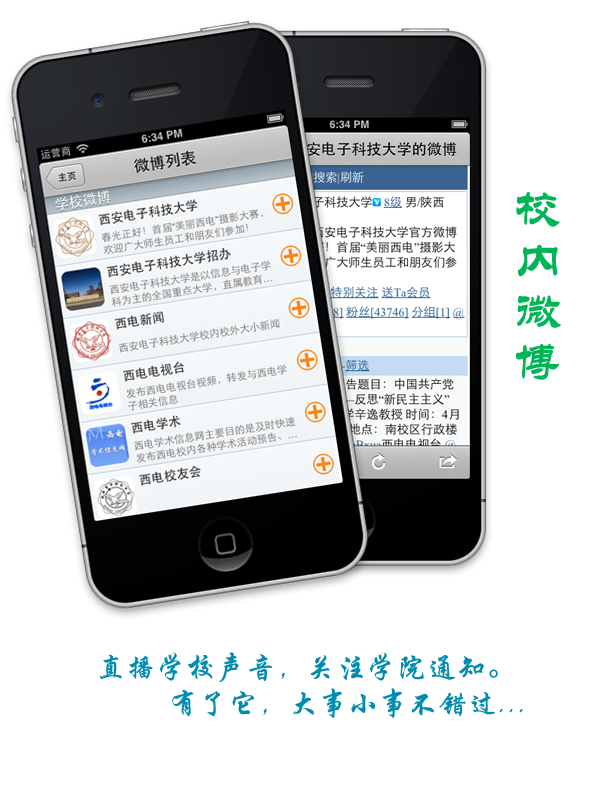 运营商
6:34 PM
主页
微博列表
学校微博
西安电子科技大学
春光正好！首届“美丽西电”摄影大赛，
欢迎广大师生员工和朋友们参加！
西安电子科技大学招办
西安电子科技大学是以信息与电子学
科为主的全国重点大学，直属教育…
西电新闻
西安电子科技大学校内校外大小新闻
西电电视台
发布西电电视台视频，转发与西电学
子相关信息
西电学术
西电学术信息网主要目的是及时快速
发布西电校内各种学术活动预告、…
西电校友会
西电电视台
西电
学术信息网
6:34 PM
安电子科技大学的微博
搜索|刷新
子科技大学 8级 男/陕西
安电子科技大学官方微博
！首届“美丽西电”摄影大
广大师生员工和朋友们参
特别关注 送Ta会员
8] 粉丝[43746] 分组[1] @
筛选
告题目：中国共产党
—反思“新民主主义”
学辛逸教授 时间：4月
地点：南校区行政楼
西电电视台 @
校内微博
直播学校声音，关注学院通知。
有了它，大事小事不错过...